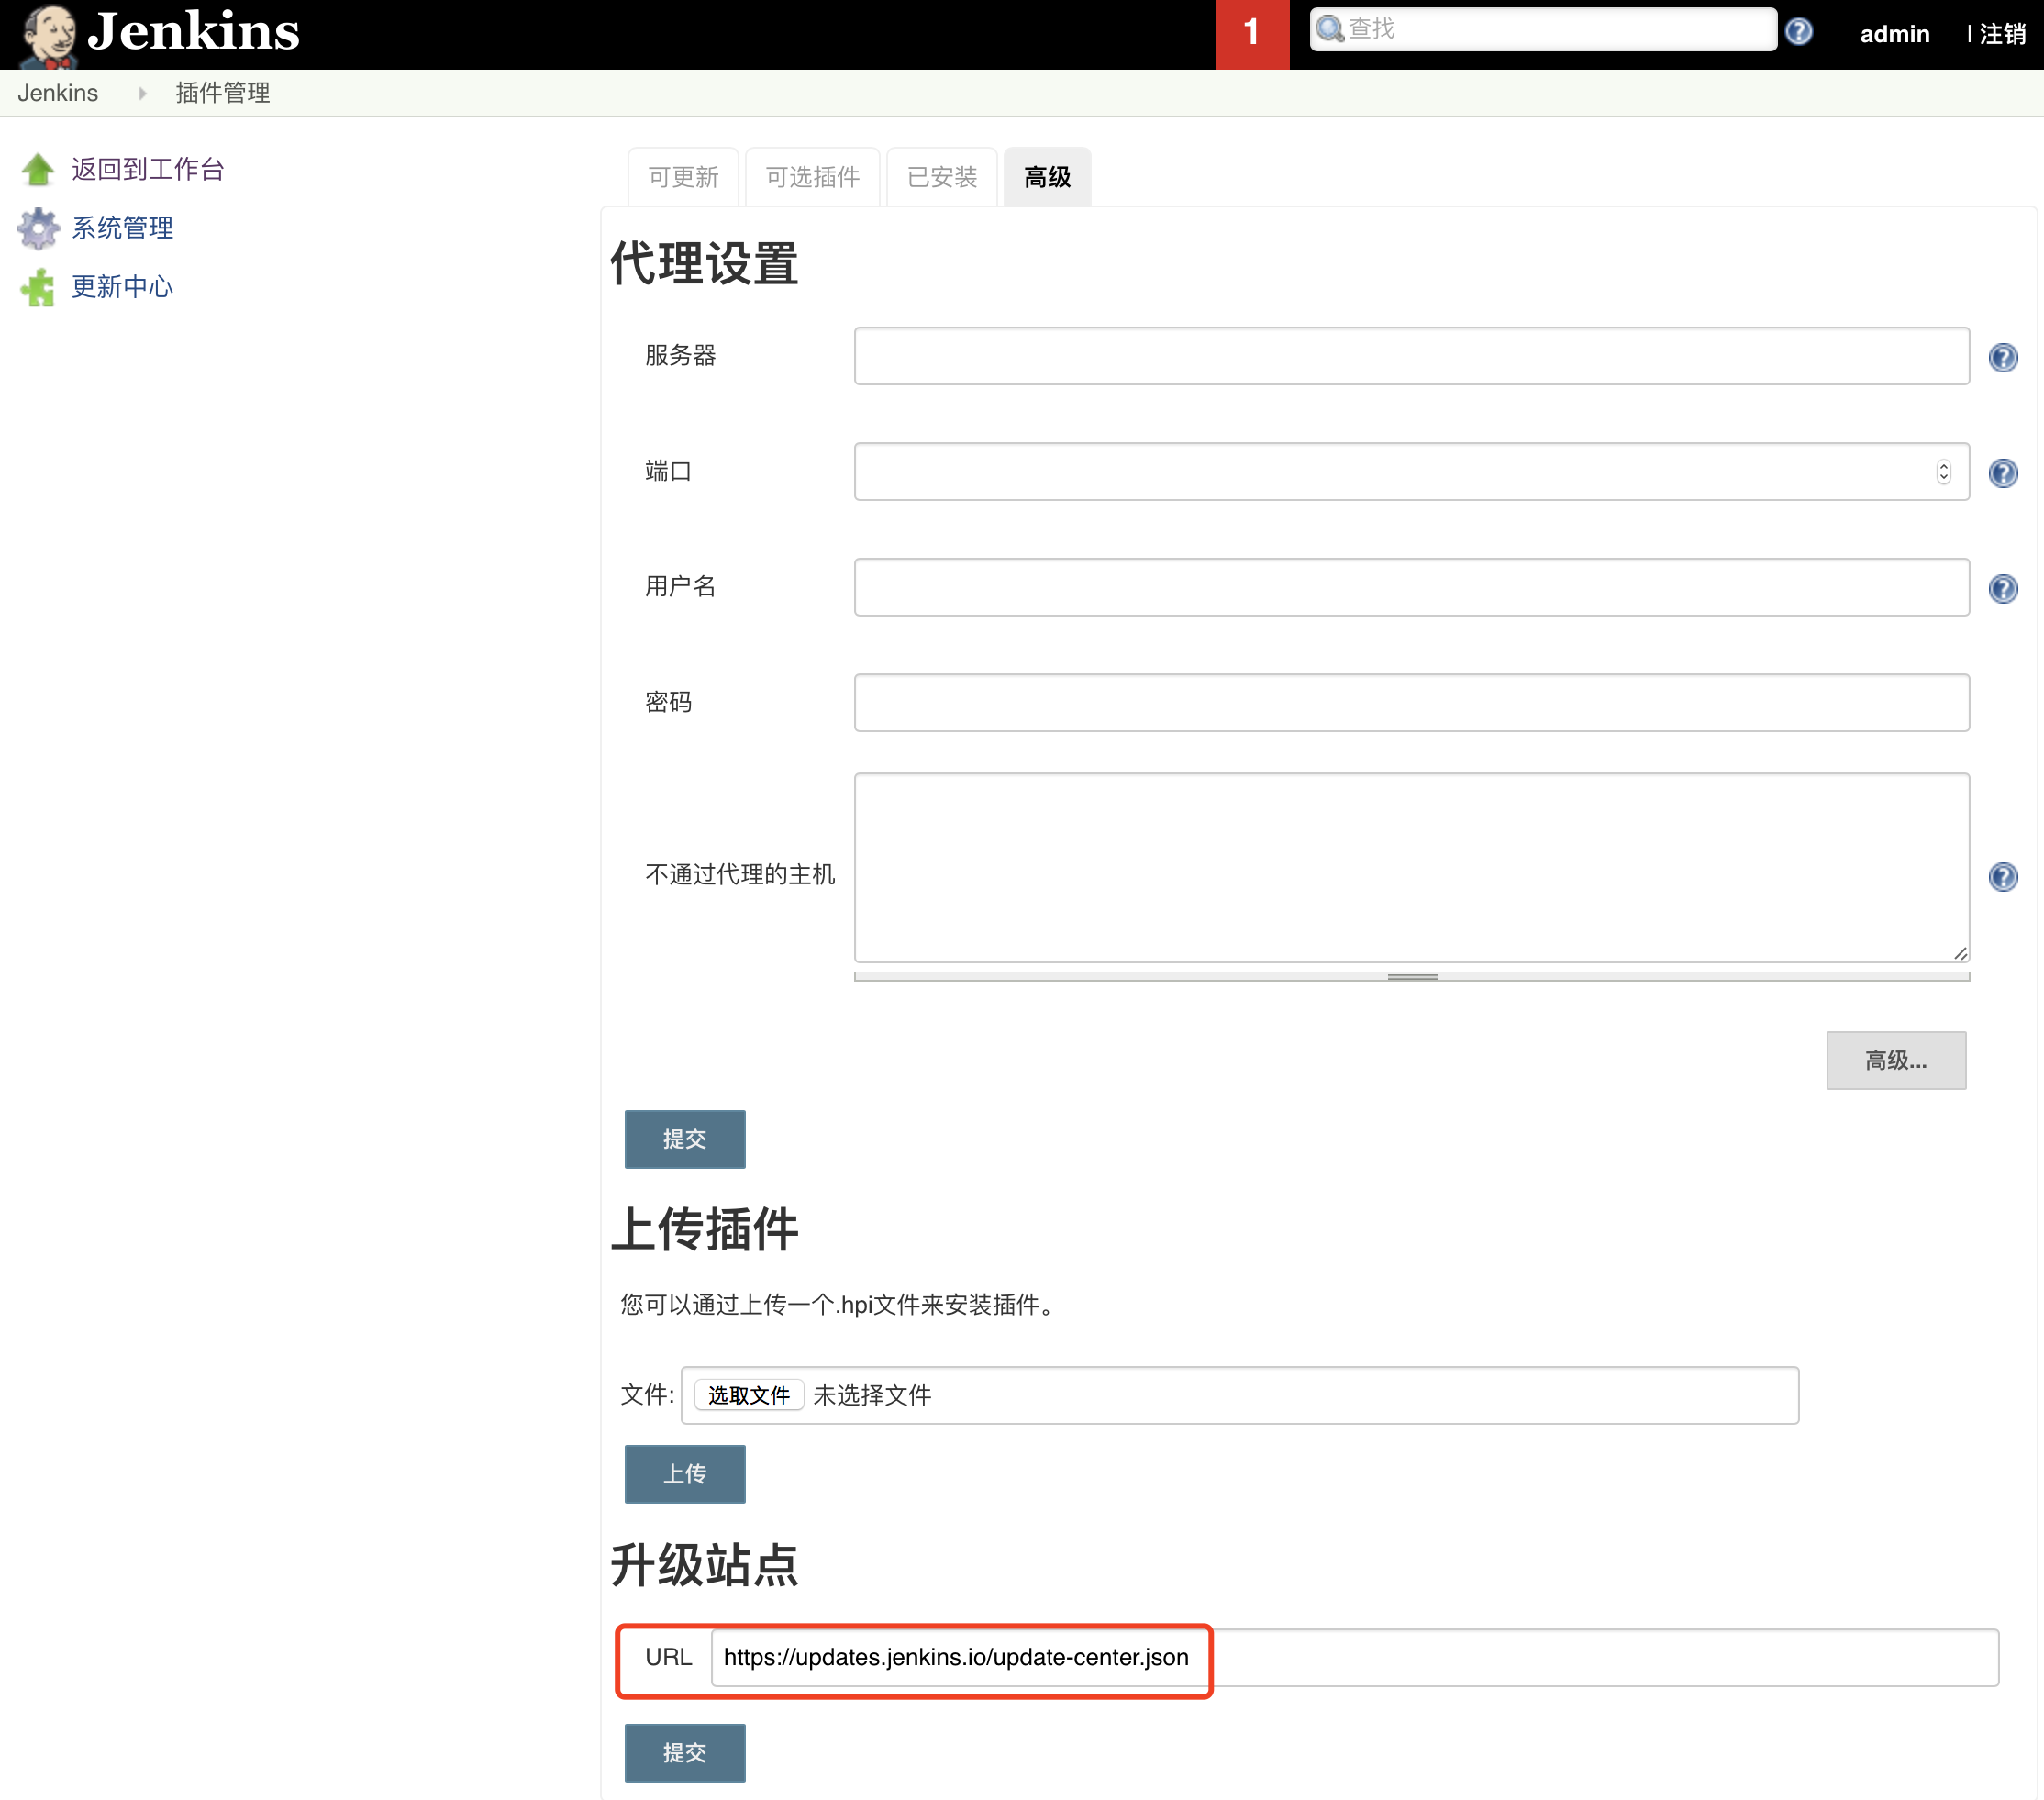 Jenkins
1
查找
admin
| 注销
Jenkins
插件管理
返回到工作台
系统管理
更新中心
可更新
可选插件
已安装
高级
代理设置
服务器
端口
用户名
密码
不通过代理的主机
高级...
提交
上传插件
您可以通过上传一个.hpi文件来安装插件。
文件: 选取文件 未选择文件
上传
升级站点
URL https://updates.jenkins.io/update-center.json
提交